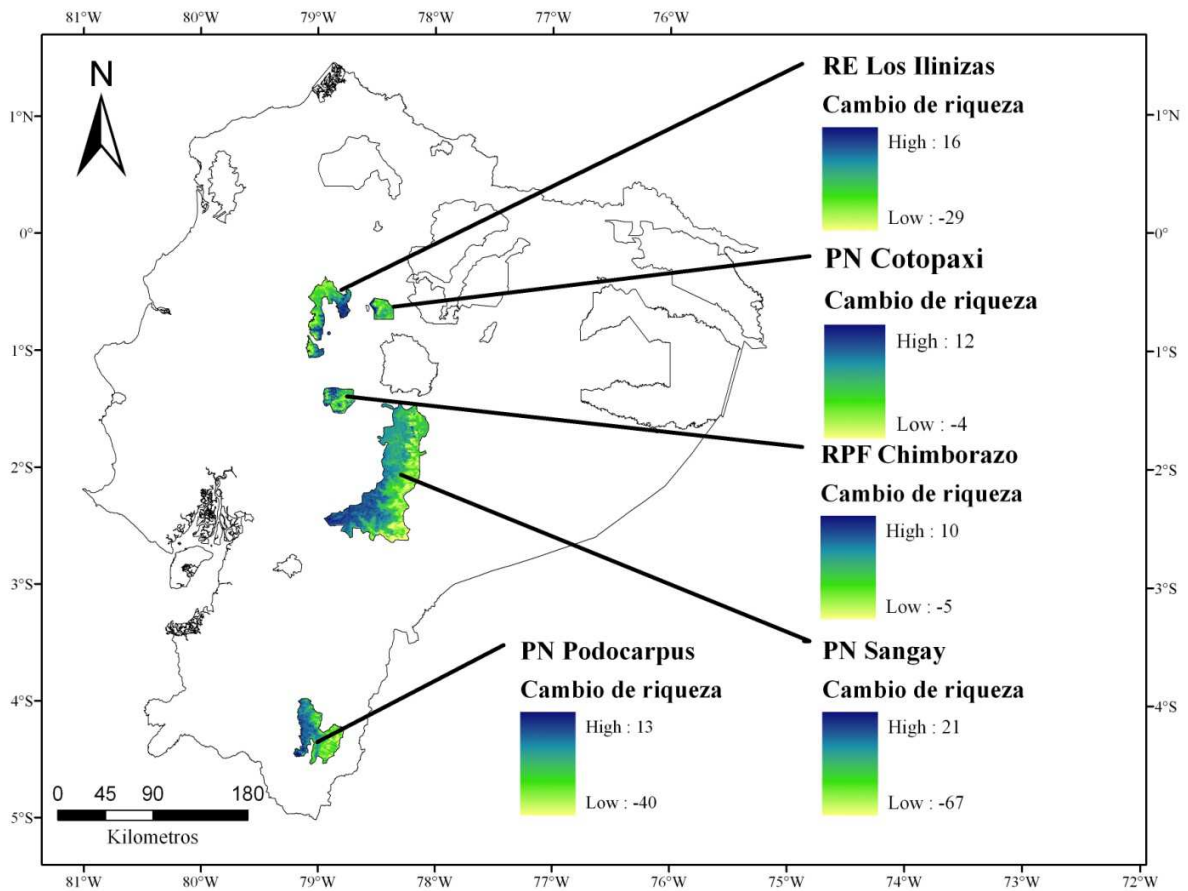 81°W 80°W 79°W 78°W 77°W 76°W
N
1°N
0°
1°S
2°S
3°S
4°S
5°S
RE Los Ilinizas
Cambio de riqueza
High : 16
Low : -29
PN Cotopaxi
Cambio de riqueza
High : 12
Low : -4
RPF Chimborazo
Cambio de riqueza
High : 10
Low : -5
PN Sangay
Cambio de riqueza
High : 21
Low : -67
PN Podocarpus
Cambio de riqueza
High : 13
Low : -40
1°N
0°
1°S
2°S
3°S
4°S
0 45 90 180
Kilometros
81°W 80°W 79°W 78°W 77°W 76°W 75°W 74°W 73°W 72°W